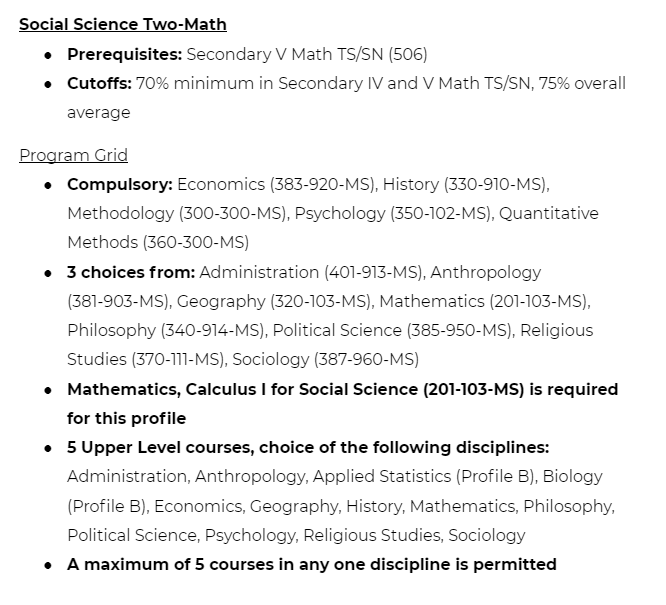 Social Science Two-Math
● Prerequisites: Secondary V Math TS/SN (506)
● Cutoffs: 70% minimum in Secondary IV and V Math TS/SN, 75% overall
average
Program Grid
● Compulsory: Economics (383-920-MS), History (330-910-MS),
Methodology (300-300-MS), Psychology (350-102-MS), Quantitative
Methods (360-300-MS)
● 3 choices from: Administration (401-913-MS), Anthropology
(381-903-MS), Geography (320-103-MS), Mathematics (201-103-MS),
Philosophy (340-914-MS), Political Science (385-950-MS), Religious
Studies (370-111-MS), Sociology (387-960-MS)
● Mathematics, Calculus I for Social Science (201-103-MS) is required
for this profile
● 5 Upper Level courses, choice of the following disciplines:
Administration, Anthropology, Applied Statistics (Profile B), Biology
(Profile B), Economics, Geography, History, Mathematics, Philosophy,
Political Science, Psychology, Religious Studies, Sociology
● A maximum of 5 courses in any one discipline is permitted